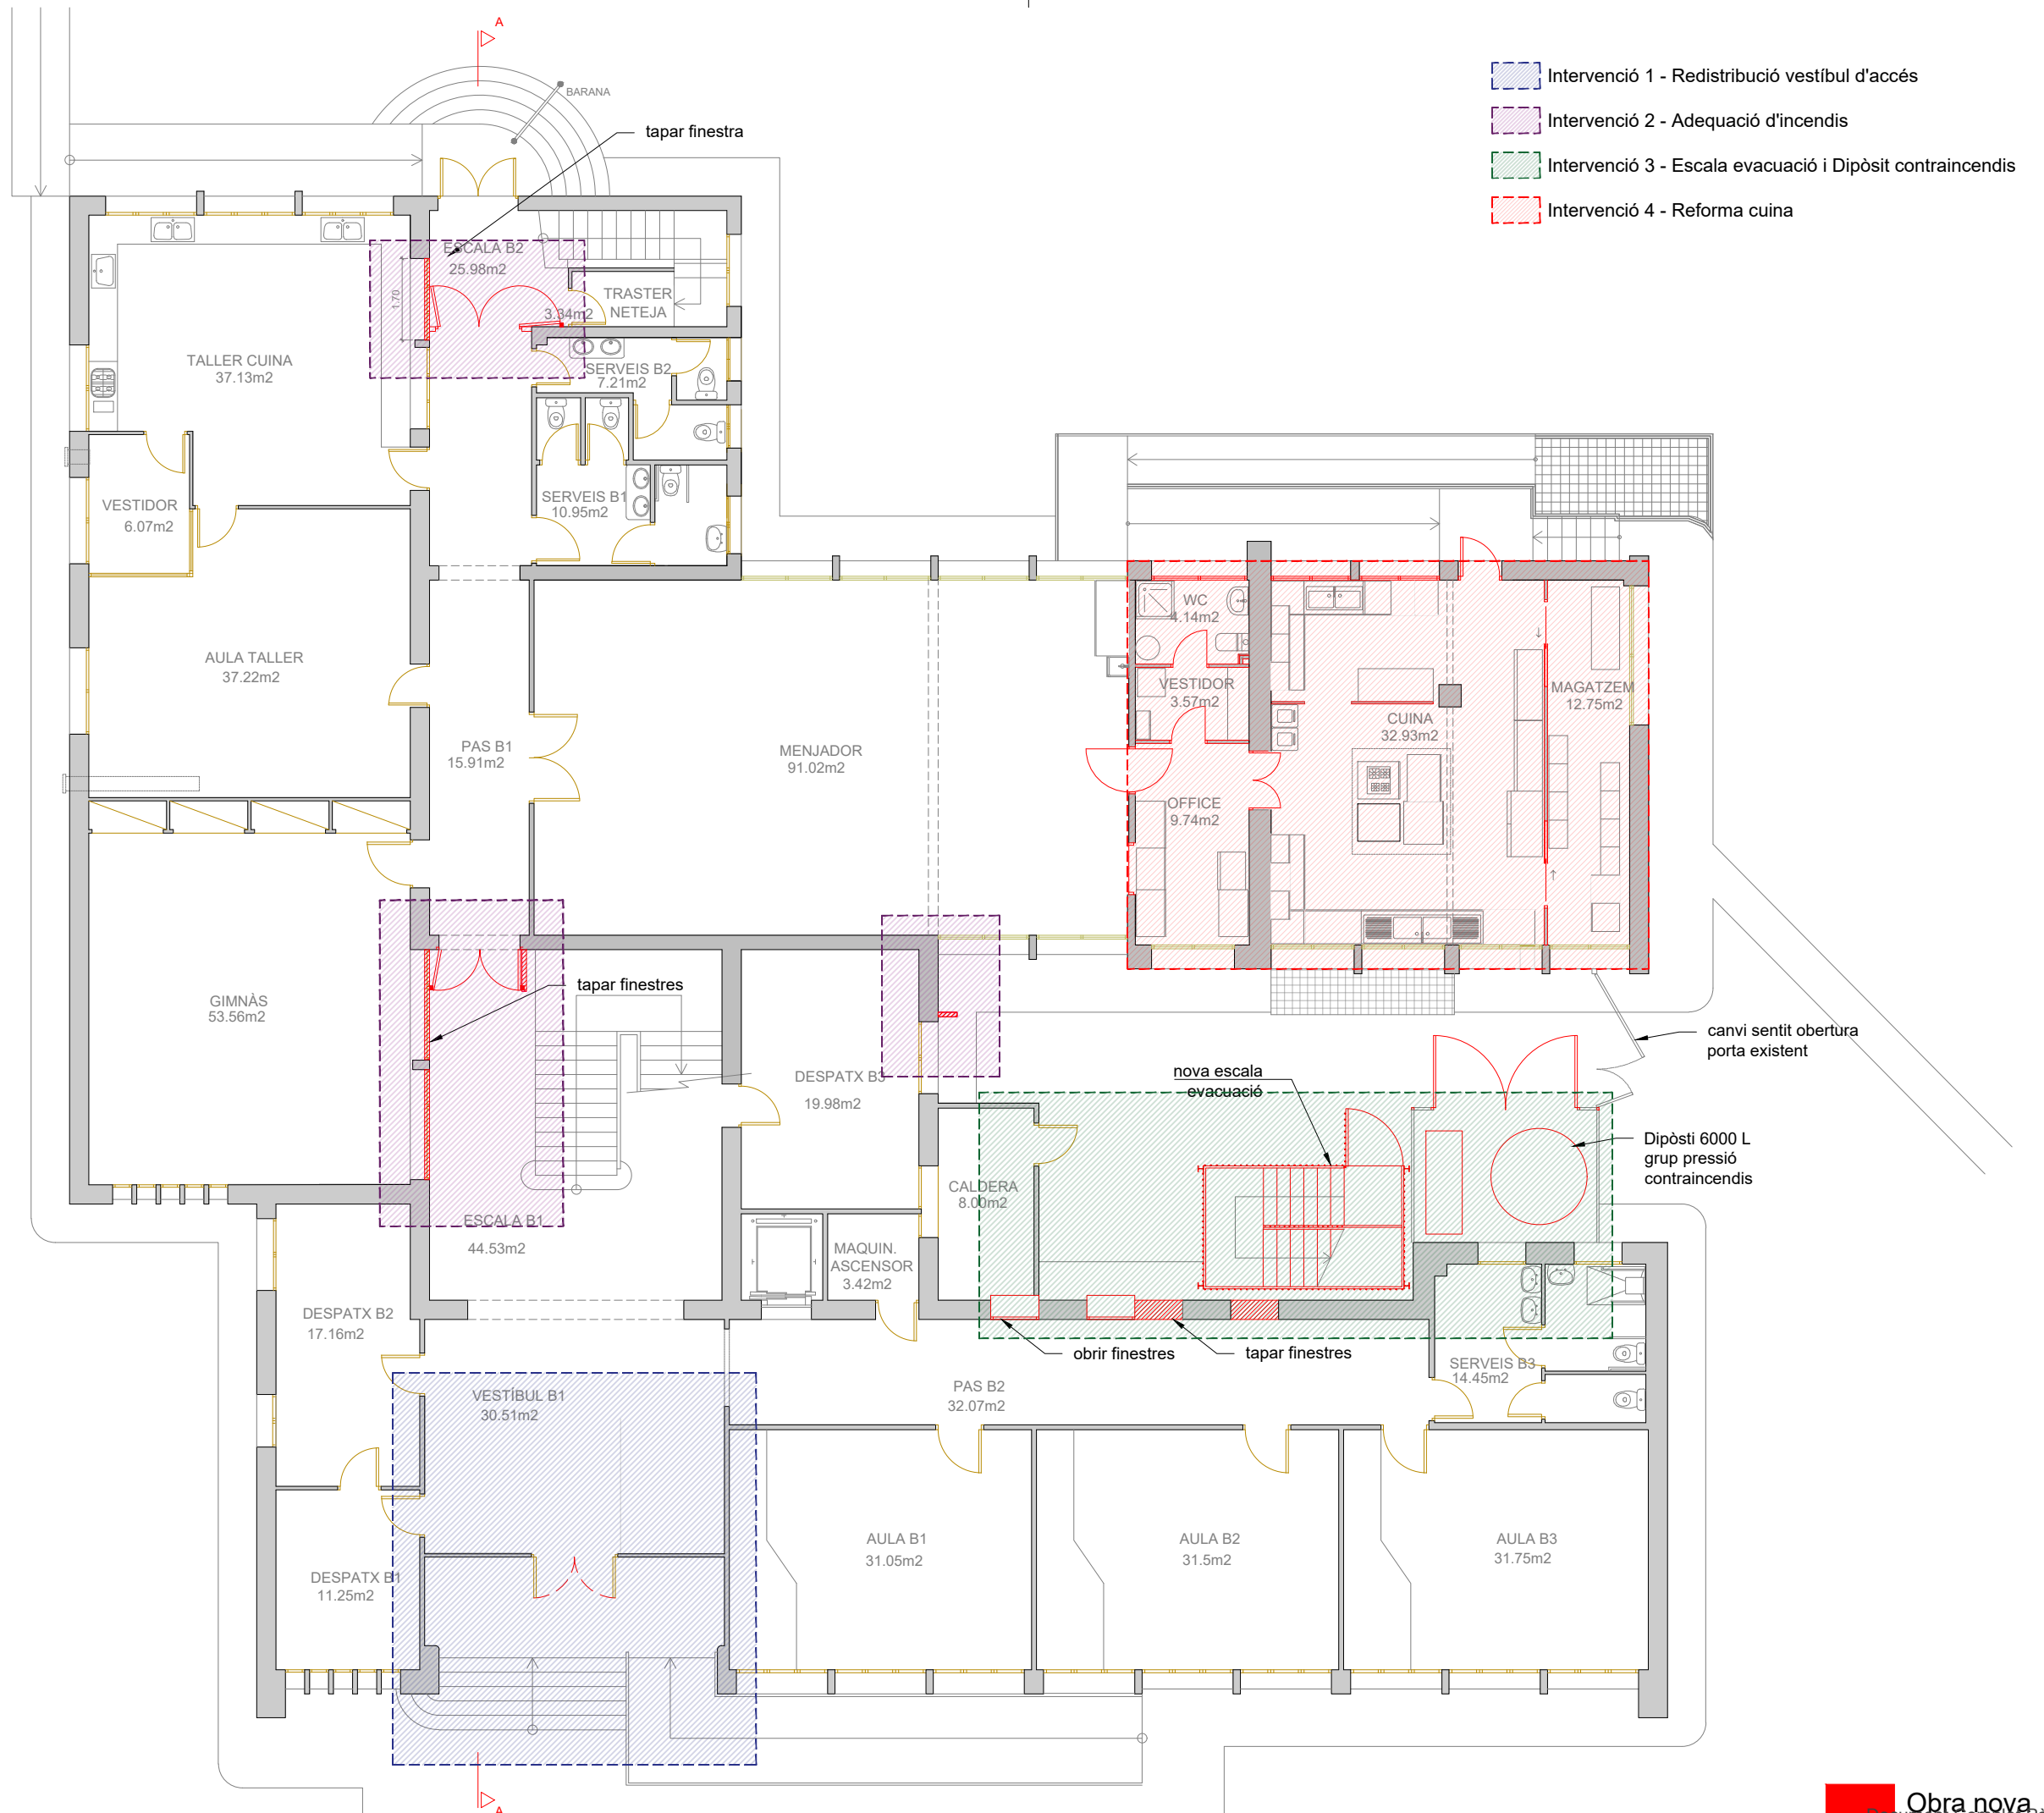 A
BARANA
tapar finestra
Intervenció 1 - Redistribució vestíbul d'accés
Intervenció 2 - Adequació d'incendis
Intervenció 3 - Escala evacuació i Dipòsit contraincendis
Intervenció 4 - Reforma cuina
ESCALA B2
25.98m2
1.70
TRASTER
NETEJA
3.34m2
TALLER CUINA
37.13m2
SERVEIS B2
7.21m2
VESTIDOR
6.07m2
SERVEIS B1
10.95m2
AULA TALLER
37.22m2
PAS B1
15.91m2
MENJADOR
91.02m2
WC
4.14m2
VESTIDOR
3.57m2
OFFICE
9.74m2
CUINA
32.93m2
MAGATZEM
12.75m2
GIMNÀS
53.56m2
tapar finestres
DESPATX B3
19.98m2
nova escala
evacuació
canvi sentit obertura
porta existent
Dipòsti 6000 L
grup pressió
contraincendis
CALDERA
8.00m2
ESCALA B1
44.53m2
MAQUIN.
ASCENSOR
3.42m2
DESPATX B2
17.16m2
obrir finestres
tapar finestres
SERVEIS B3
14.45m2
VESTÍBUL B1
30.51m2
PAS B2
32.07m2
AULA B1
31.05m2
AULA B2
31.5m2
AULA B3
31.75m2
DESPATX B1
11.25m2
A
Obra nova